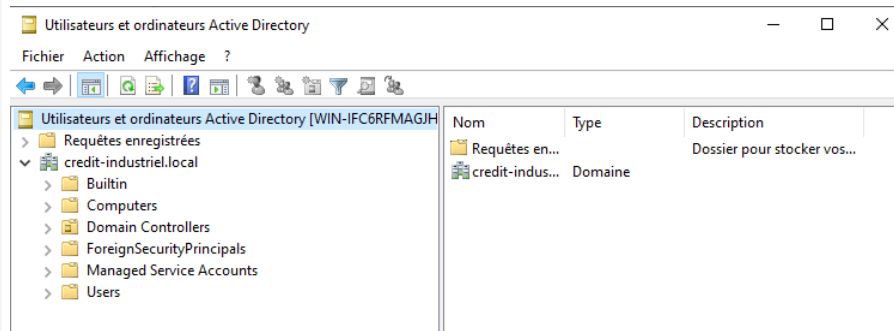 Utilisateurs et ordinateurs Active Directory
Fichier Action Affichage ?
Utilisateurs et ordinateurs Active Directory [WIN-IFC6RFMAGJH
Requêtes enregistrées
credit-industriel.local
Builtin
Computers
Domain Controllers
ForeignSecurityPrincipals
Managed Service Accounts
Users
Nom Type Description
Requêtes en... Dossier pour stocker vos...
credit-indus... Domaine